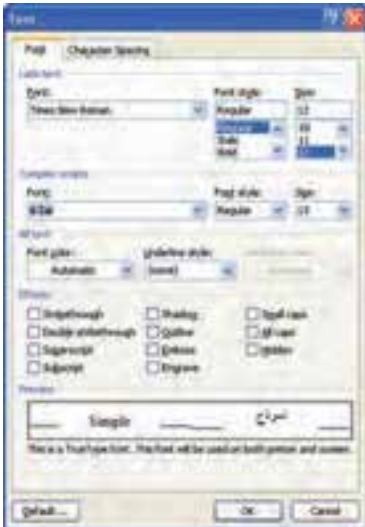 Font
Font Character Spacing
Latin text
Font: Font style: Size:
Times New Roman Regular 12
Regular 10
Italic 11
Bold 12
Complex scripts
Font: Font style: Size:
Regular
All text
Font color: Underline style:
Automatic (none)
Effects
Strikethrough Shadow Small caps
Double strikethrough Outline All caps
Superscript Emboss Hidden
Subscript Engrave
Preview
Sample نموذج
This is a TrueType font. This font will be used on both printer and screen.
Default... OK Cancel